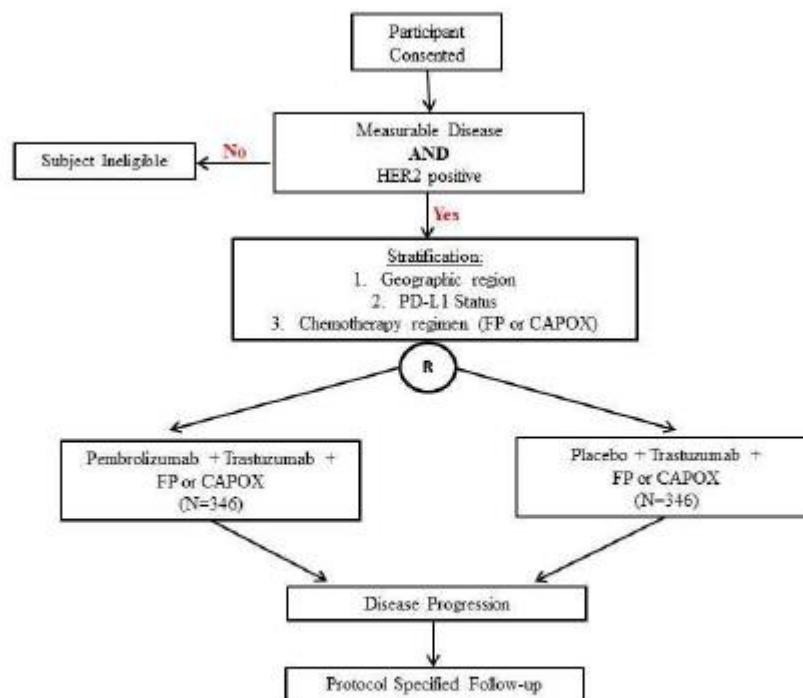 Participant
Consented
Measurable Disease
AND
HER2 positive
No
Subject Ineligible
Yes
Stratification:
1. Geographic region
2. PD-L1 Status
3. Chemotherapy regimen (FP or CAPOX)
R
Pembrolizumab + Trastuzumab +
FP or CAPOX
(N=346)
Placebo + Trastuzumab +
FP or CAPOX
(N=346)
Disease Progression
Protocol Specified Follow-up